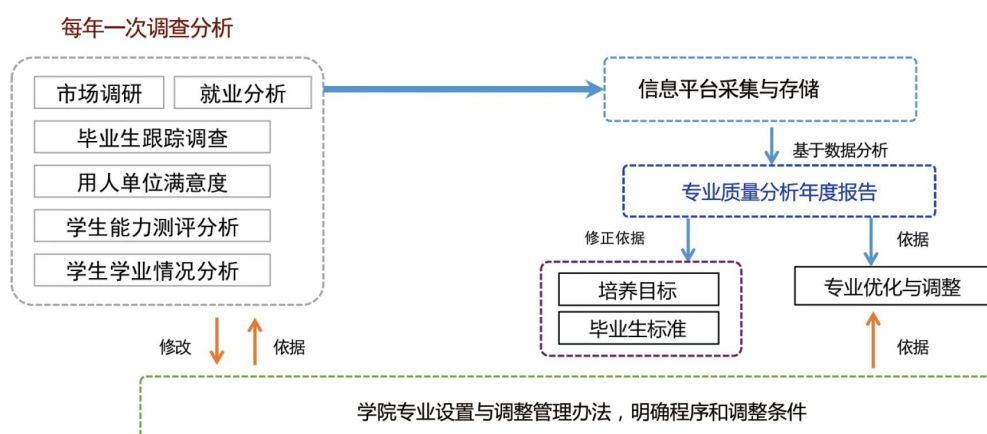 每年一次调查分析
市场调研
就业分析
毕业生跟踪调查
用人单位满意度
学生能力测评分析
学生学业情况分析
信息平台采集与存储
基于数据分析
专业质量分析年度报告
修正依据
依据
培养目标
毕业生标准
专业优化与调整
修改
依据
依据
学院专业设置与调整管理办法，明确程序和调整条件